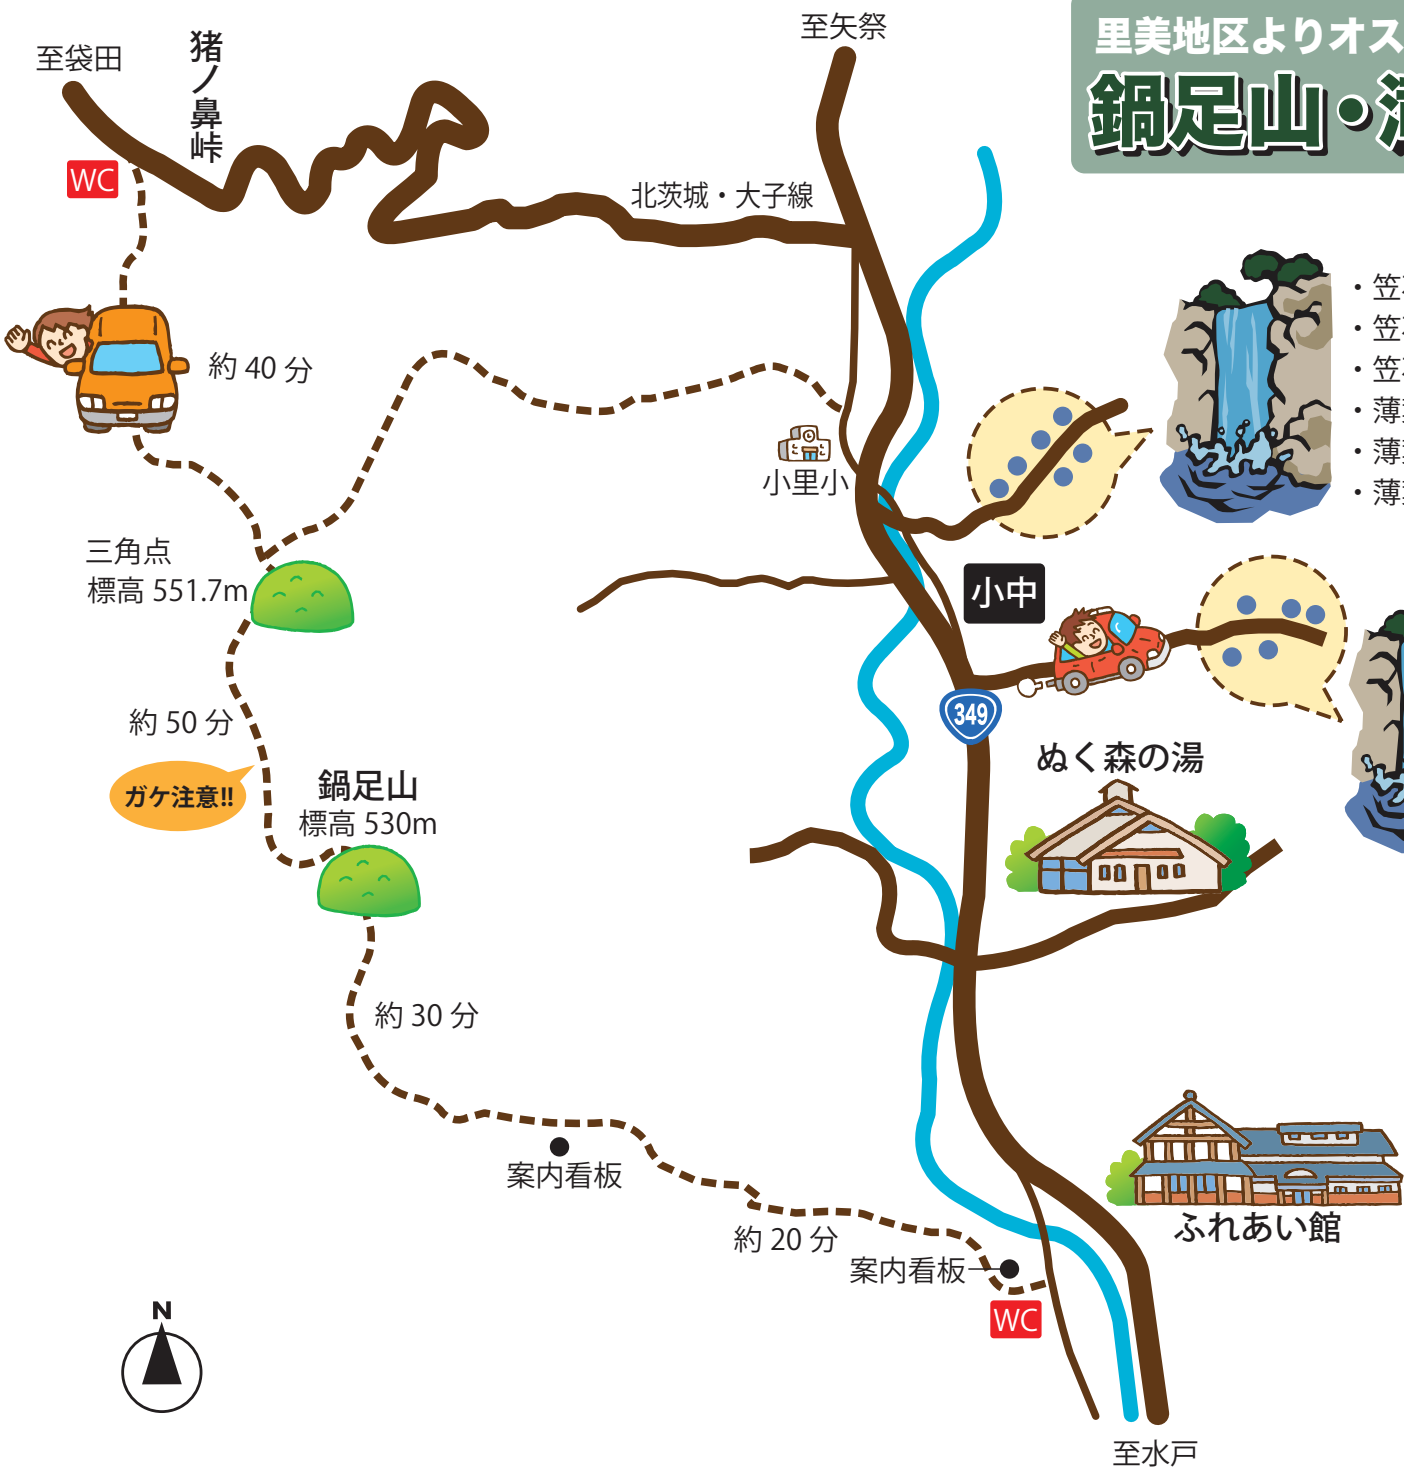 至矢祭
里美地区よりオス
鍋足山・
至袋田
猪ノ鼻峠
WC
北茨城・大子線
・笠
・笠
・笠
・薄
・薄
・薄
約 40 分
小里小
三角点
標高 551.7m
小中
349
約 50 分
ガケ注意!!
鍋足山
標高 530m
ぬく森の湯
約 30 分
案内看板
ふれあい館
約 20 分
案内看板
WC
N
至水戸